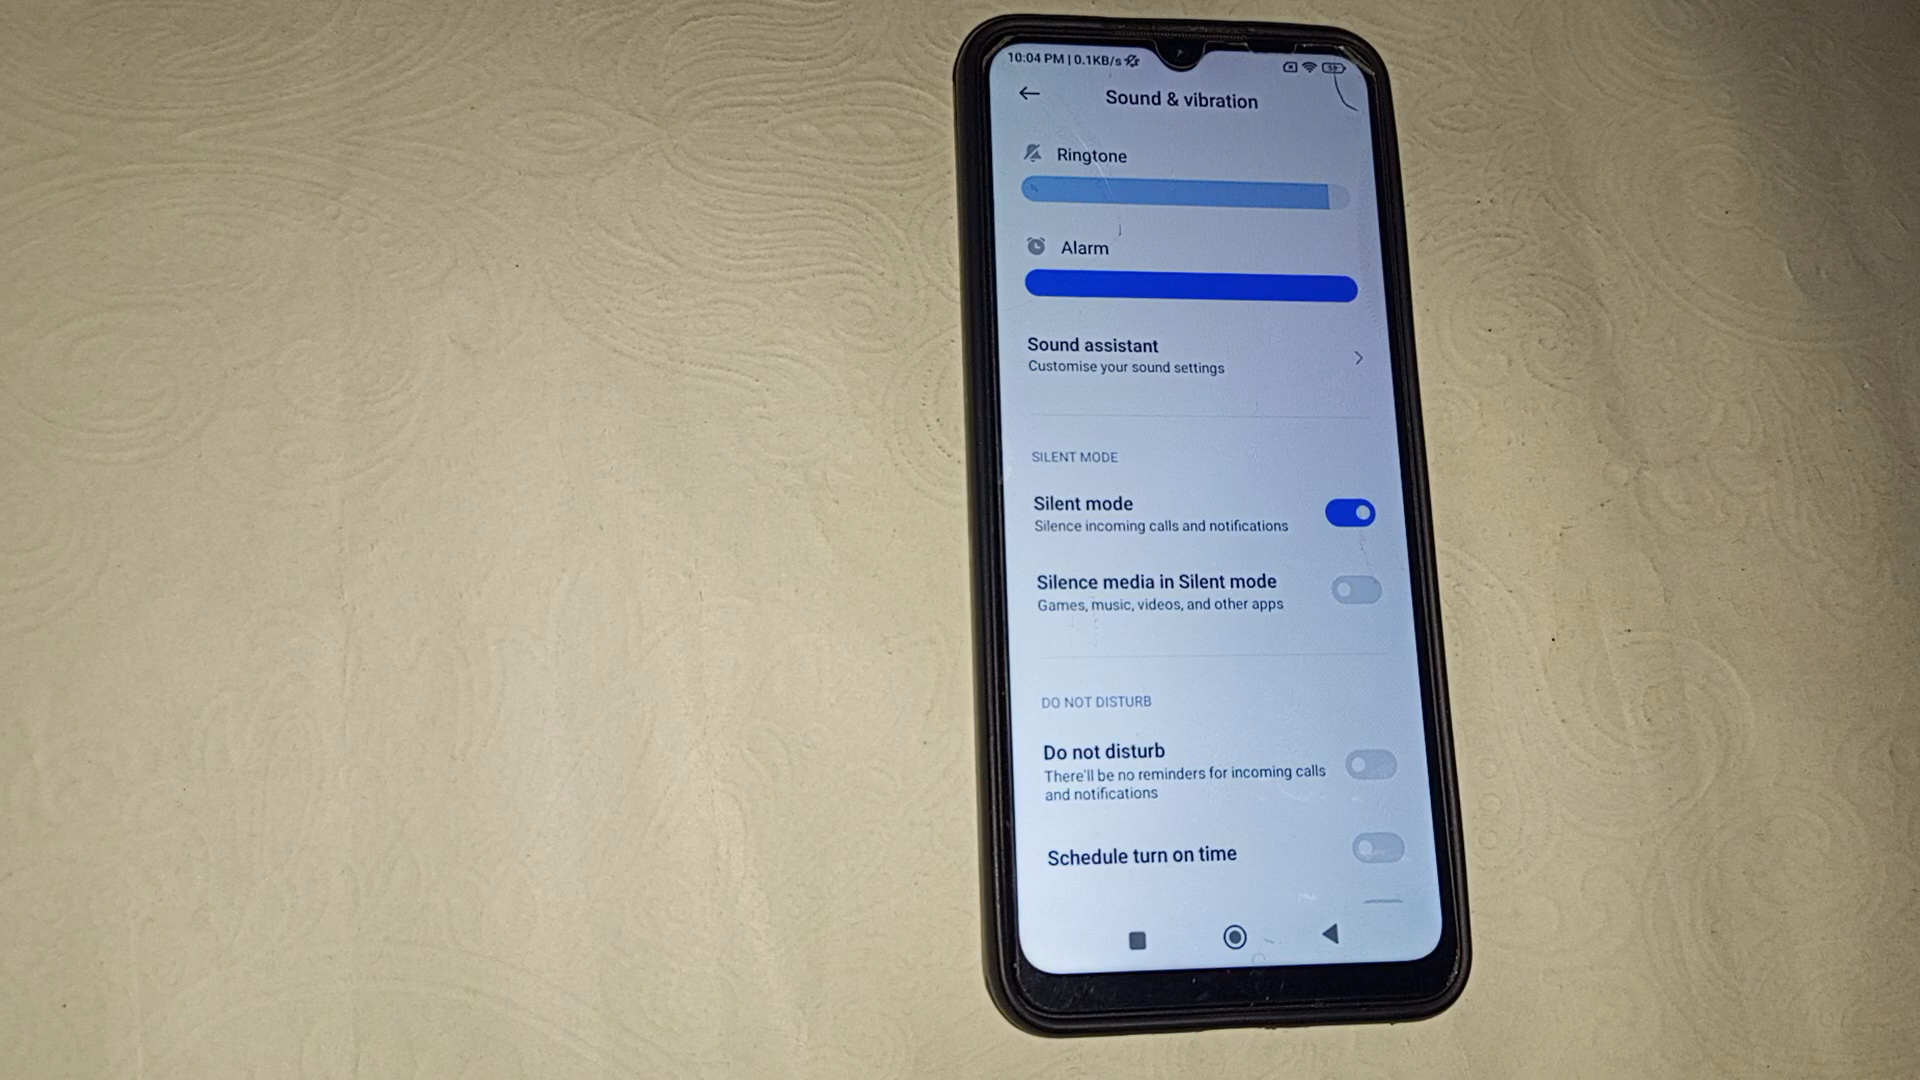 10:04 PM | 0.1KB/s
Sound & vibration
Ringtone
Alarm
Sound assistant
Customise your sound settings
SILENT MODE
Silent mode
Silence incoming calls and notifications
Silence media in Silent mode
Games, music, videos, and other apps
DO NOT DISTURB
Do not disturb
There'll be no reminders for incoming calls
and notifications
Schedule turn on time